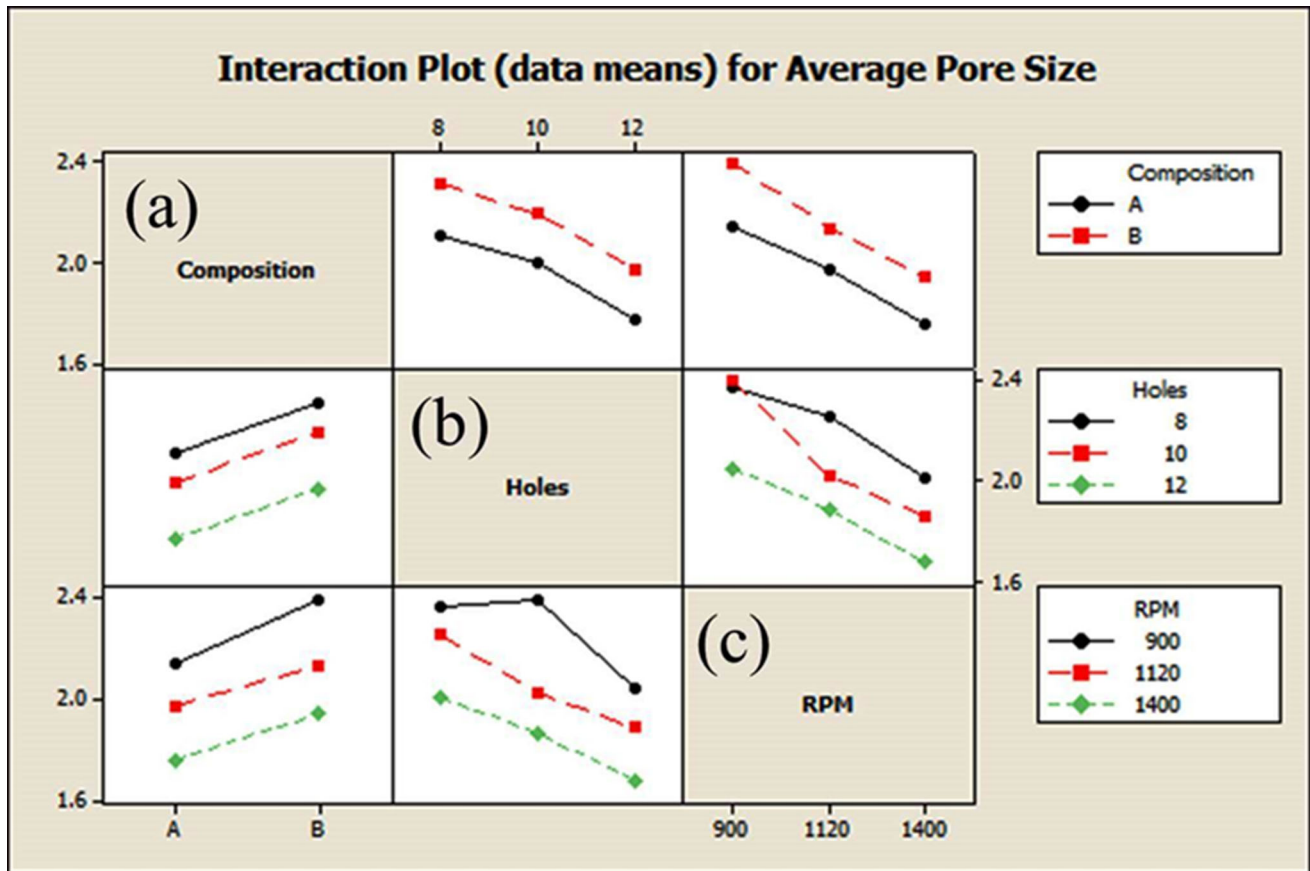 Interaction Plot (data means) for Average Pore Size
8 10 12
2.4
2.0
1.6
(a)
Composition
Composition
A
B
(b)
Holes
2.4
2.0
1.6
Holes
8
10
12
2.4
2.0
1.6
(c)
RPM
RPM
900
1120
1400
A B
900 1120 1400